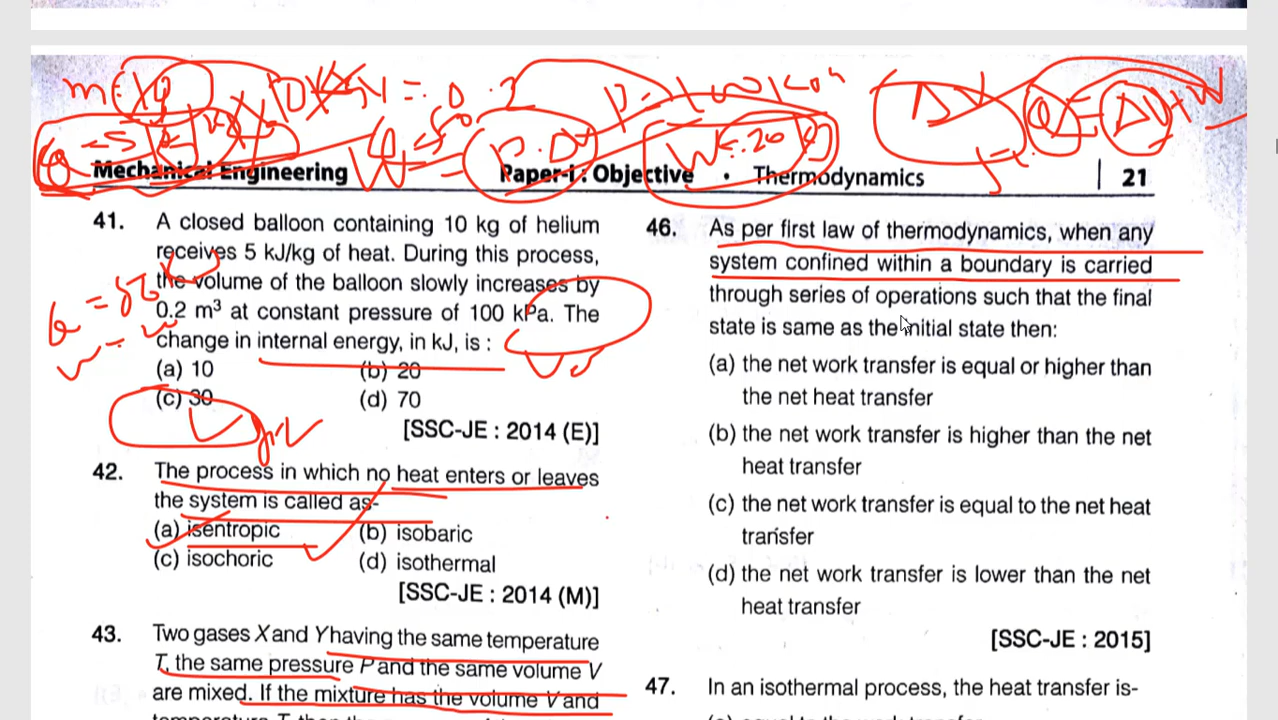 Mechanical Engineering Paper-I : Objective • Thermodynamics | 21
41. A closed balloon containing 10 kg of helium
receives 5 kJ/kg of heat. During this process,
the volume of the balloon slowly increases by
0.2 m³ at constant pressure of 100 kPa. The
change in internal energy, in kJ, is :
(a) 10 (b) 20
(c) 30 (d) 70
[SSC-JE : 2014 (E)]
42. The process in which no heat enters or leaves
the system is called as-
(a) isentropic (b) isobaric
(c) isochoric (d) isothermal
[SSC-JE : 2014 (M)]
43. Two gases X and Y having the same temperature
T, the same pressure P and the same volume V
are mixed. If the mixture has the volume V and
46. As per first law of thermodynamics, when any
system confined within a boundary is carried
through series of operations such that the final
state is same as the initial state then:
(a) the net work transfer is equal or higher than
the net heat transfer
(b) the net work transfer is higher than the net
heat transfer
(c) the net work transfer is equal to the net heat
transfer
(d) the net work transfer is lower than the net
heat transfer
[SSC-JE : 2015]
47. In an isothermal process, the heat transfer is-